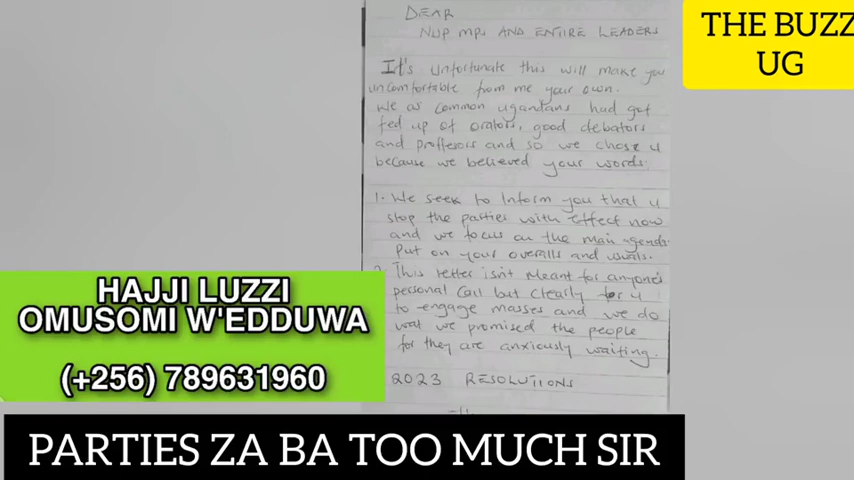 THE BUZZ
UG
DEAR
NUP MPs AND ENTIRE LEADERS
It's unfortunate this will make you
uncomfortable from me your own.
We as common ugandans had got
fed up of orators, good debators
and proffesors and so we chose u
because we believed your words.
1. We seek to Inform you that u
stop the parties with effect now
and we focus on the main agenda.
Put on your overalls and
2. This letter isn't meant for anyone's
personal call but clearly for u
to engage masses and we do
wat we promised the people
for they are anxiously waiting.
2023 RESOLUTIONS
HAJJI LUZZI
OMUSOMI W'EDDUWA
(+256) 789631960
PARTIES ZA BA TOO MUCH SIR